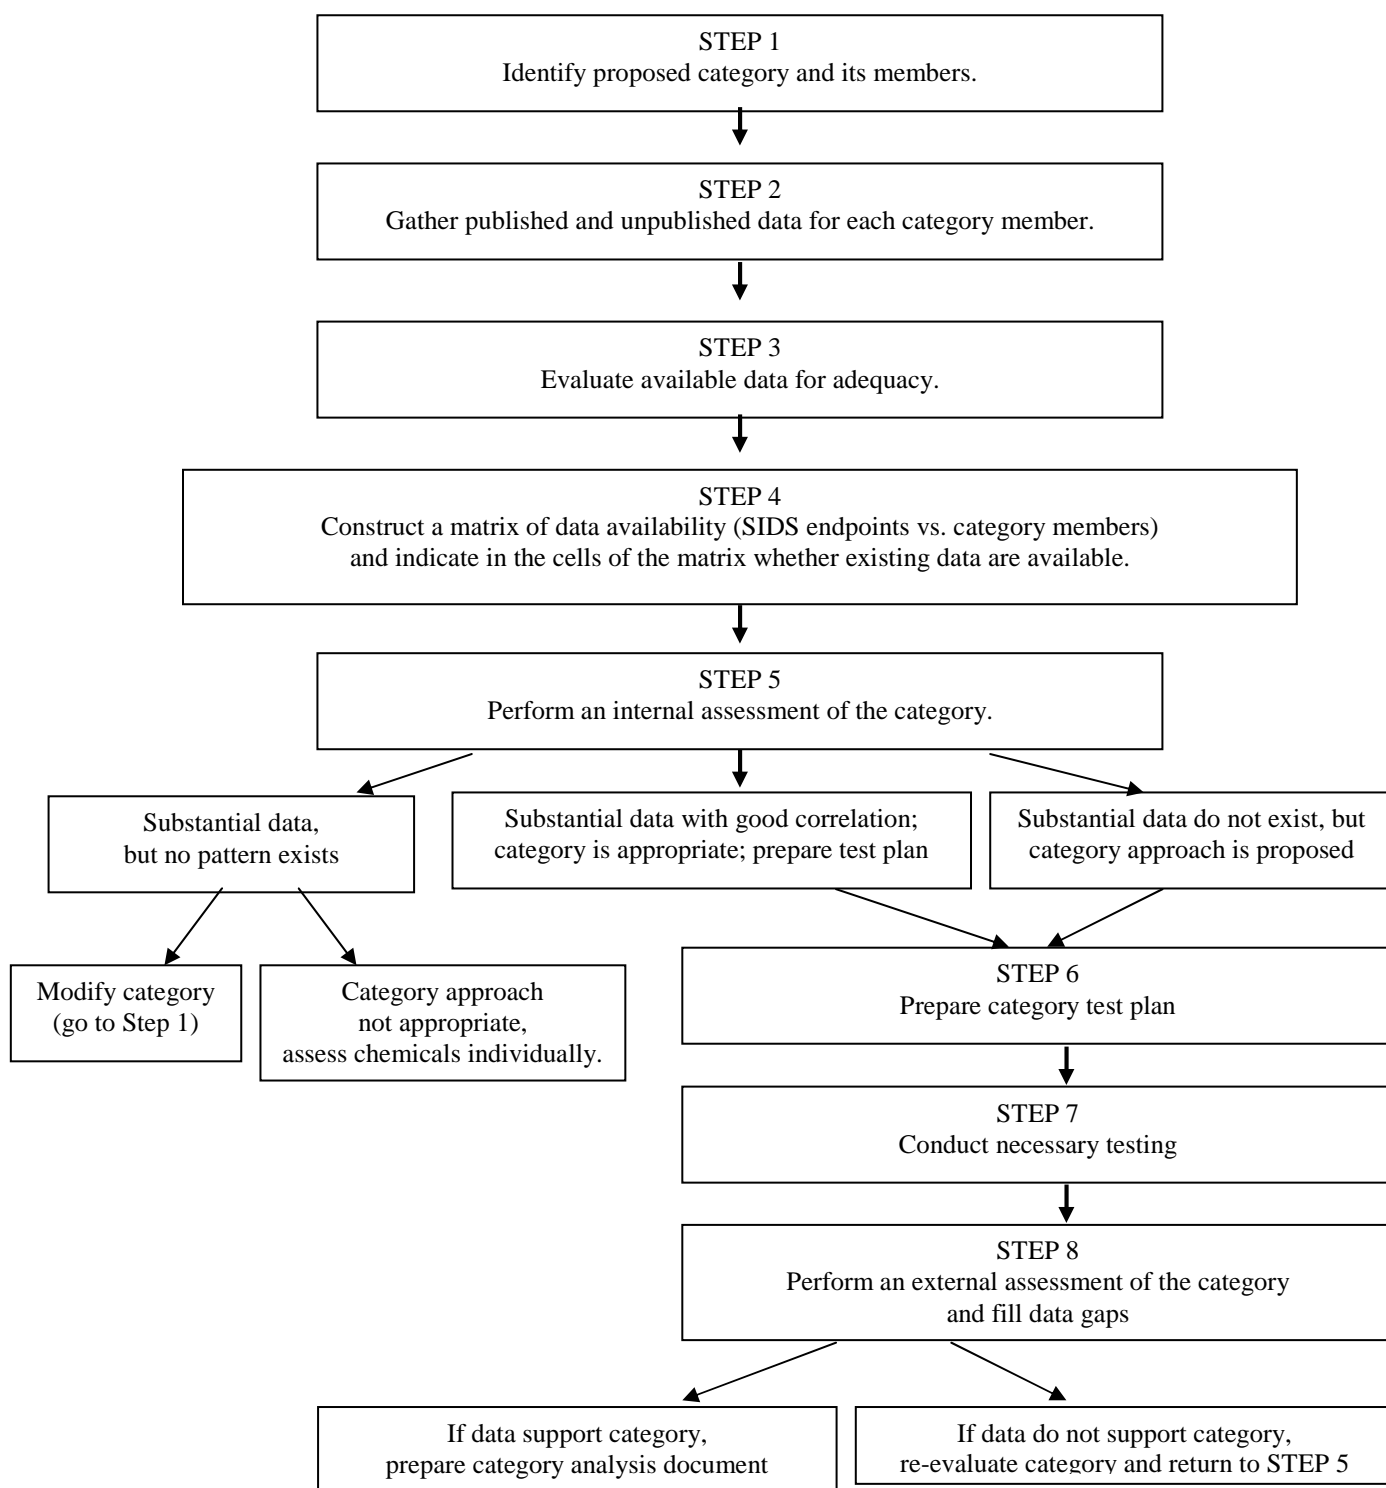 STEP 1
Identify proposed category and its members.
STEP 2
Gather published and unpublished data for each category member.
STEP 3
Evaluate available data for adequacy.
STEP 4
Construct a matrix of data availability (SIDS endpoints vs. category members)
and indicate in the cells of the matrix whether existing data are available.
STEP 5
Perform an internal assessment of the category.
Substantial data,
but no pattern exists
Substantial data with good correlation;
category is appropriate; prepare test plan
Substantial data do not exist, but
category approach is proposed
Modify category
(go to Step 1)
Category approach
not appropriate,
assess chemicals individually.
STEP 6
Prepare category test plan
STEP 7
Conduct necessary testing
STEP 8
Perform an external assessment of the category
and fill data gaps
If data support category,
prepare category analysis document
If data do not support category,
re-evaluate category and return to STEP 5